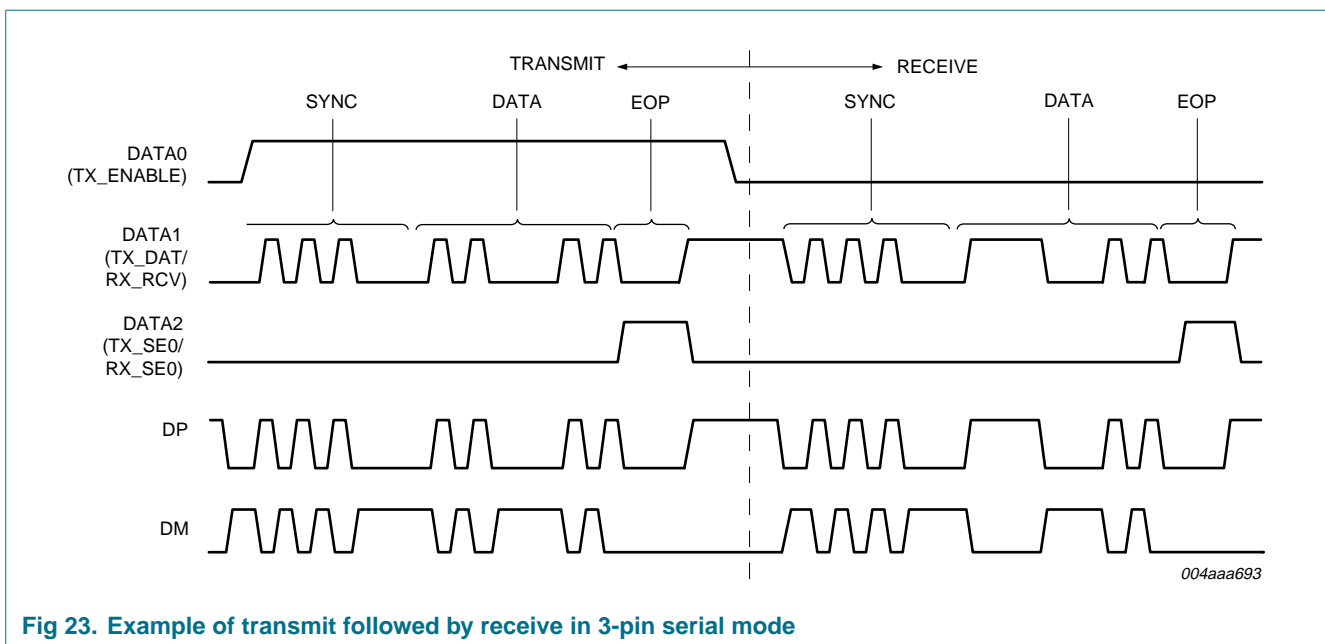 TRANSMIT
RECEIVE
SYNC
DATA
EOP
SYNC
DATA
EOP
DATA0
(TX_ENABLE)
DATA1
(TX_DAT/
RX_RCV)
DATA2
(TX_SE0/
RX_SE0)
DP
DM
004aaa693
Fig 23. Example of transmit followed by receive in 3-pin serial mode